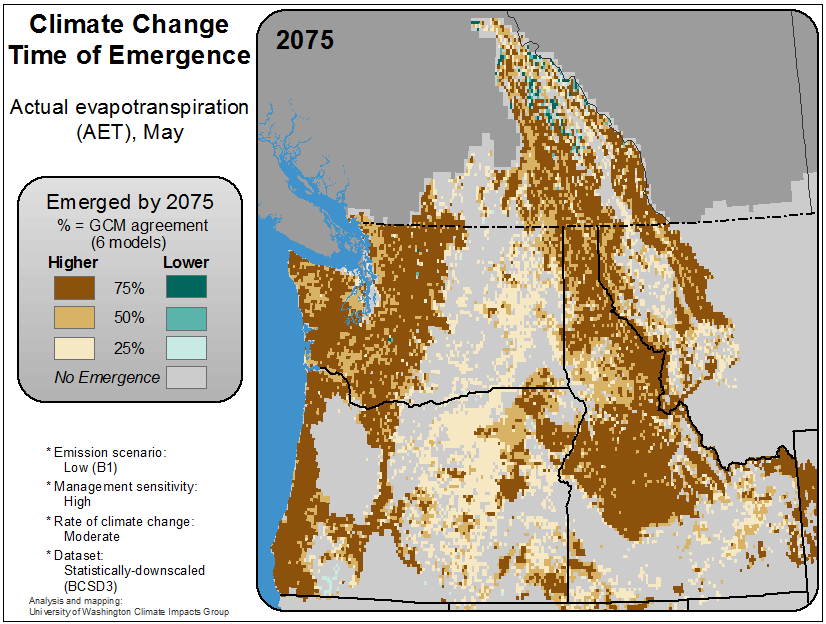 Climate Change
Time of Emergence
Actual evapotranspiration
(AET), May
Emerged by 2075
% = GCM agreement
(6 models)
Higher Lower
75%
50%
25%
No Emergence
* Emission scenario:
Low (B1)
* Management sensitivity:
High
* Rate of climate change:
Moderate
* Dataset:
Statistically-downscaled
(BCSD3)
Analysis and mapping:
University of Washington Climate Impacts Group
2075